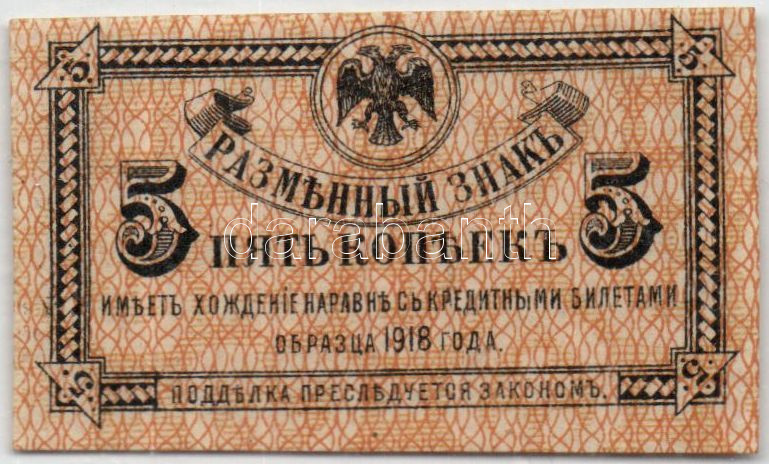 5 5
РАЗМѢННЫЙ ЗНАКЪ
5 5
ПЯТЬ КОПѢЕКЪ
darabanth
ИМѢЕТЪ ХОЖДЕНІЕ НАРАВНѢ СЪ КРЕДИТНЫМИ БИЛЕТАМИ
ОБРАЗЦА 1918 ГОДА.
5 5
ПОДДѢЛКА ПРЕСЛѢДУЕТСЯ ЗАКОНОМЪ.